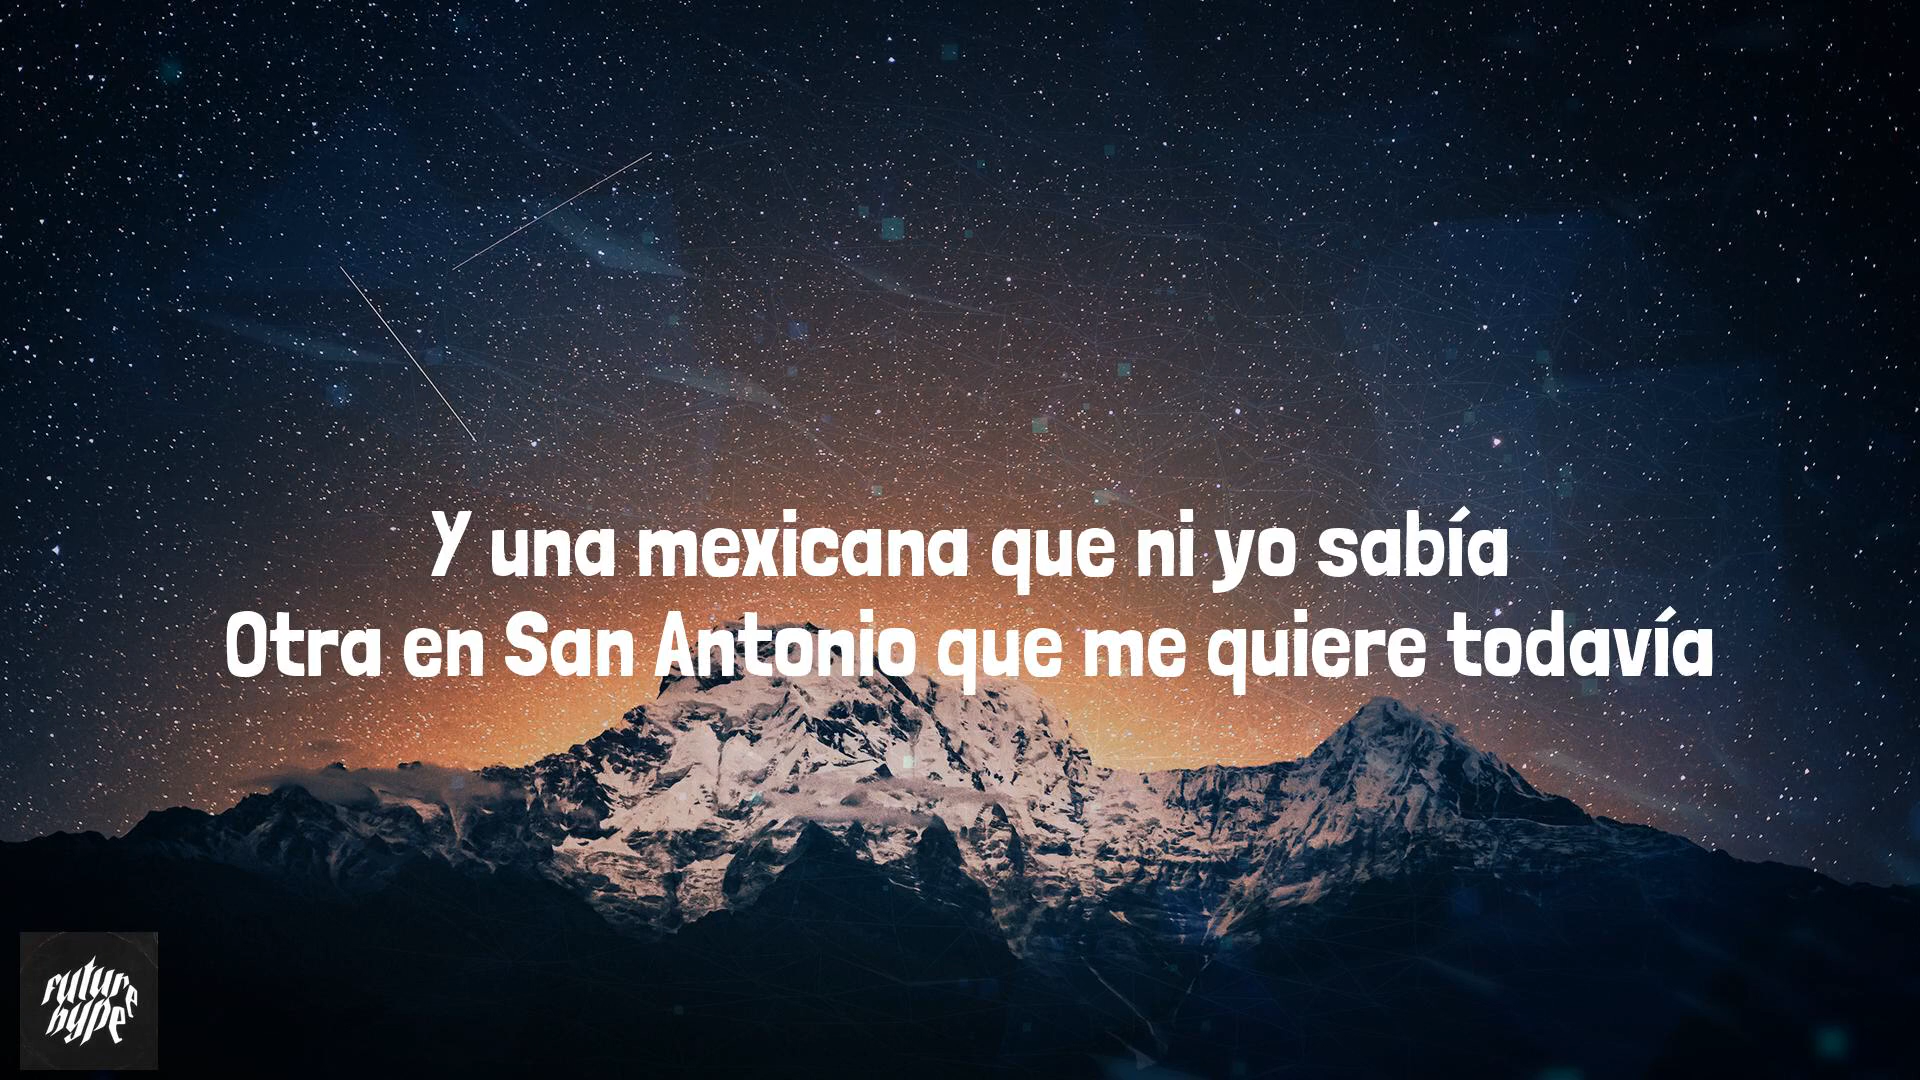 Y una mexicana que ni yo sabía
Otra en San Antonio que me quiere todavía
future
hype